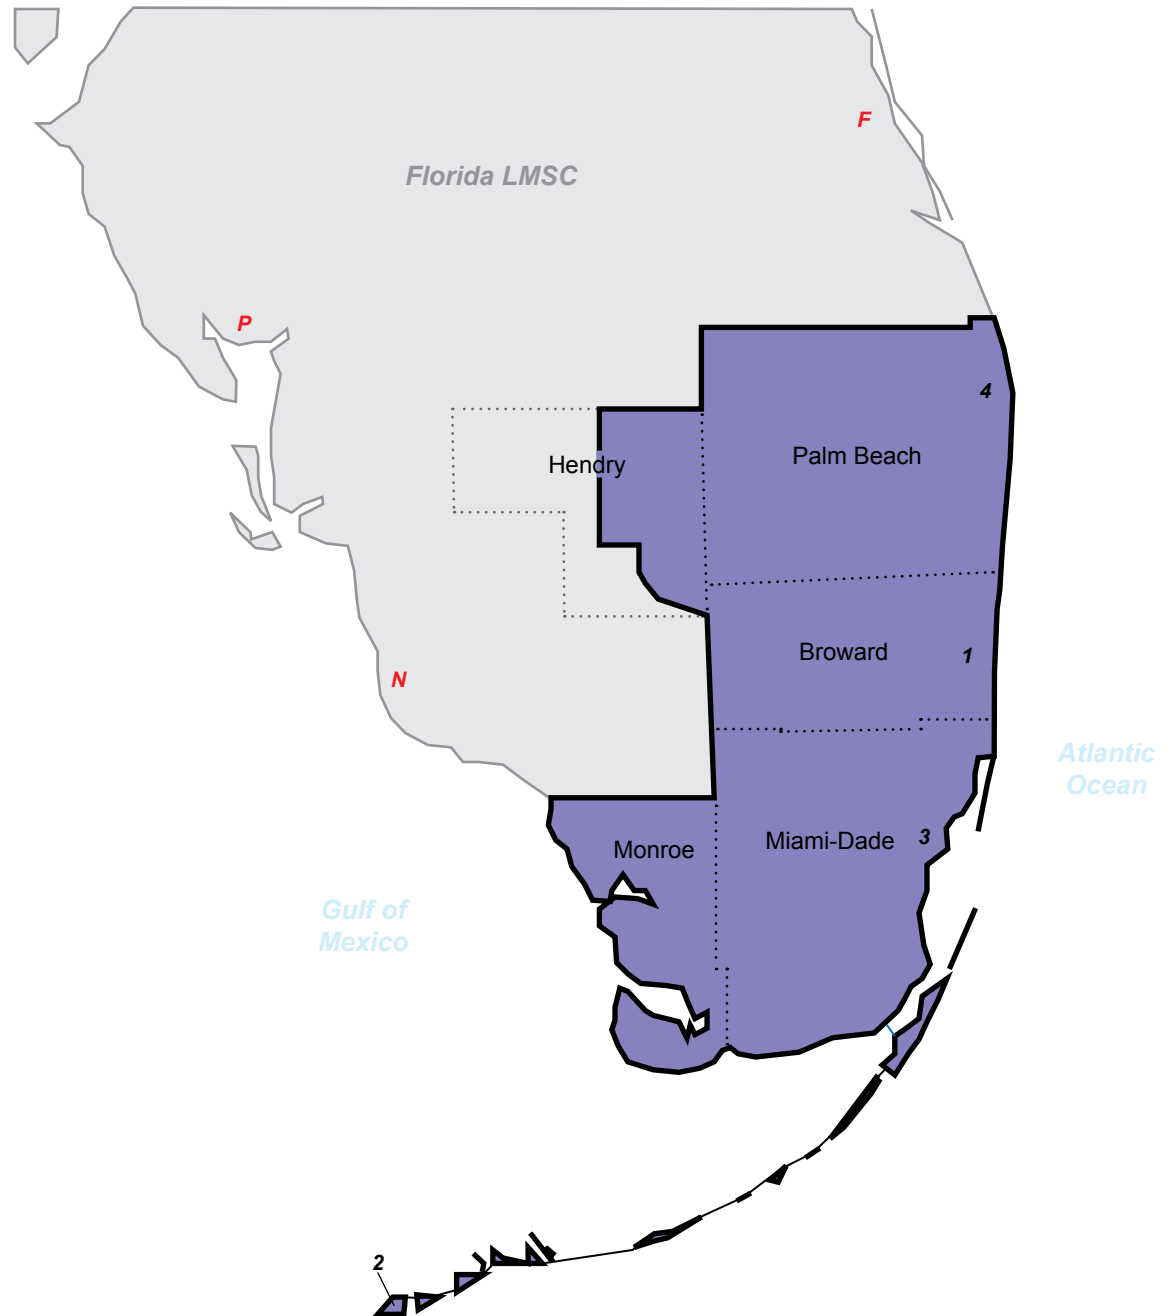 F
Florida LMSC
P
4
Palm Beach
Hendry
Broward
1
N
Atlantic
Ocean
Miami-Dade
3
Monroe
Gulf of
Mexico
2